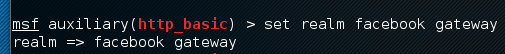 msf auxiliary(http_basic) > set realm facebook gateway
realm => facebook gateway